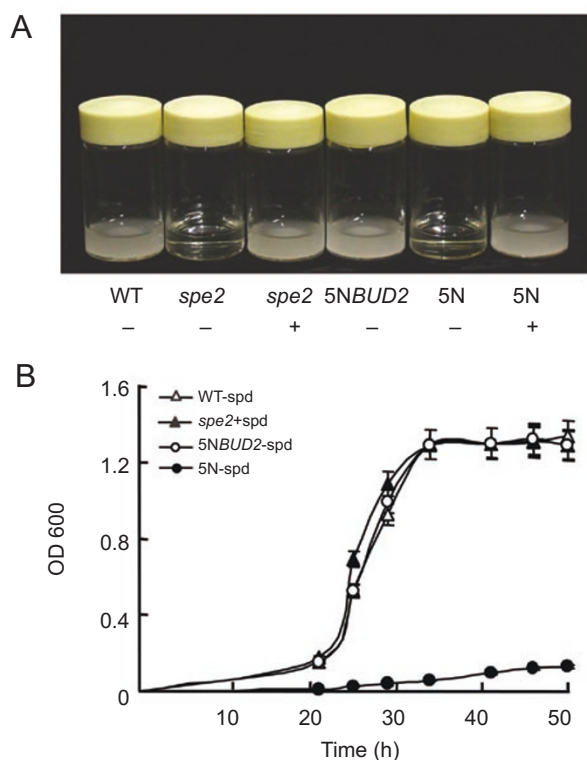 A
WT spe2 spe2 5NBUD2 5N 5N
– – + – – +
B
1.6
1.2
0.8
0.4
0
OD 600
WT-spd
spe2+spd
5NBUD2-spd
5N-spd
10 20 30 40 50
Time (h)